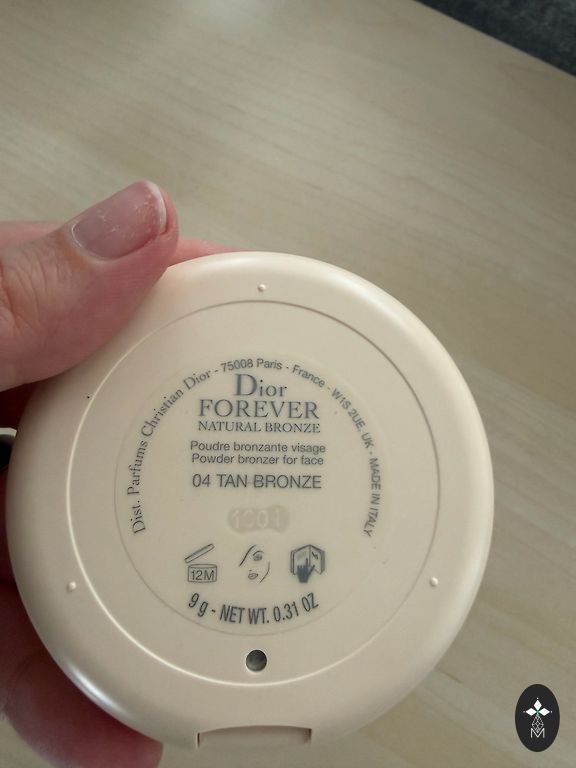 Dist. Parfums Christian Dior - 75008 Paris - France - W1S 2UE. UK - MADE IN ITALY
Dior
FOREVER
NATURAL BRONZE
Poudre bronzante visage
Powder bronzer for face
04 TAN BRONZE
12M
9 g - NET WT. 0.31 OZ
M